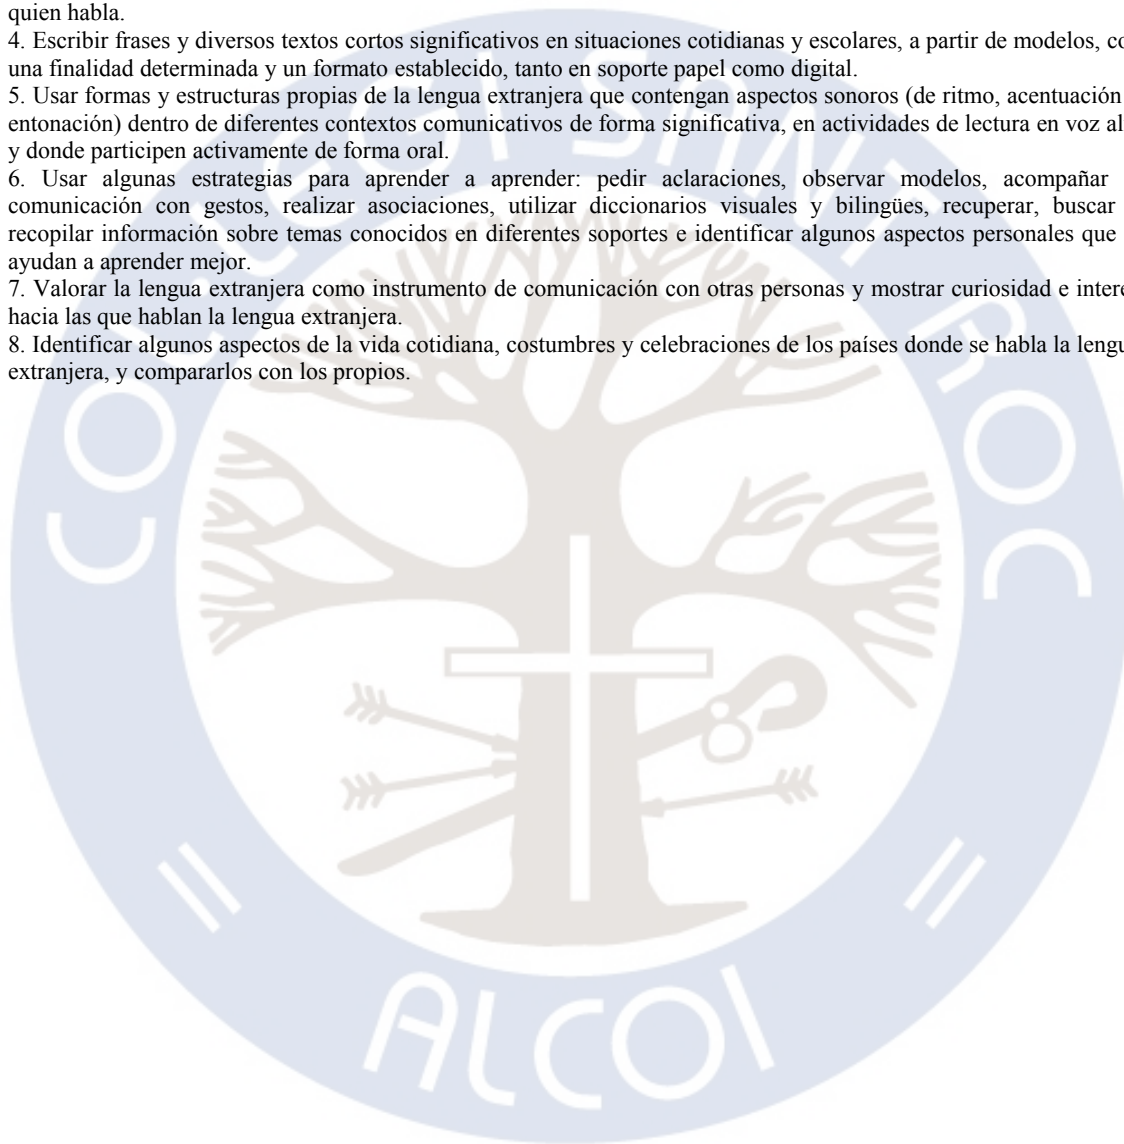 quien habla.
4. Escribir frases y diversos textos cortos significativos en situaciones cotidianas y escolares, a partir de modelos, co
una finalidad determinada y un formato establecido, tanto en soporte papel como digital.
5. Usar formas y estructuras propias de la lengua extranjera que contengan aspectos sonoros (de ritmo, acentuación
entonación) dentro de diferentes contextos comunicativos de forma significativa, en actividades de lectura en voz al
y donde participen activamente de forma oral.
6. Usar algunas estrategias para aprender a aprender: pedir aclaraciones, observar modelos, acompañar
comunicación con gestos, realizar asociaciones, utilizar diccionarios visuales y bilingües, recuperar, buscar
recopilar información sobre temas conocidos en diferentes soportes e identificar algunos aspectos personales que
ayudan a aprender mejor.
7. Valorar la lengua extranjera como instrumento de comunicación con otras personas y mostrar curiosidad e intere
hacia las que hablan la lengua extranjera.
8. Identificar algunos aspectos de la vida cotidiana, costumbres y celebraciones de los países donde se habla la lengu
extranjera, y compararlos con los propios.
COL·LEGI SANT ROC
ALCOI